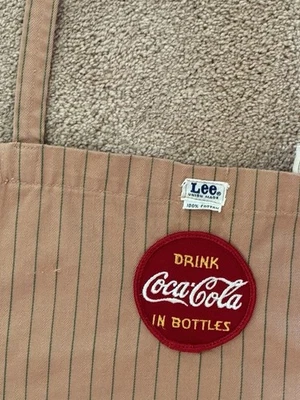 Lee®
UNION MADE
100% COTTON
DRINK
Coca-Cola
IN BOTTLES